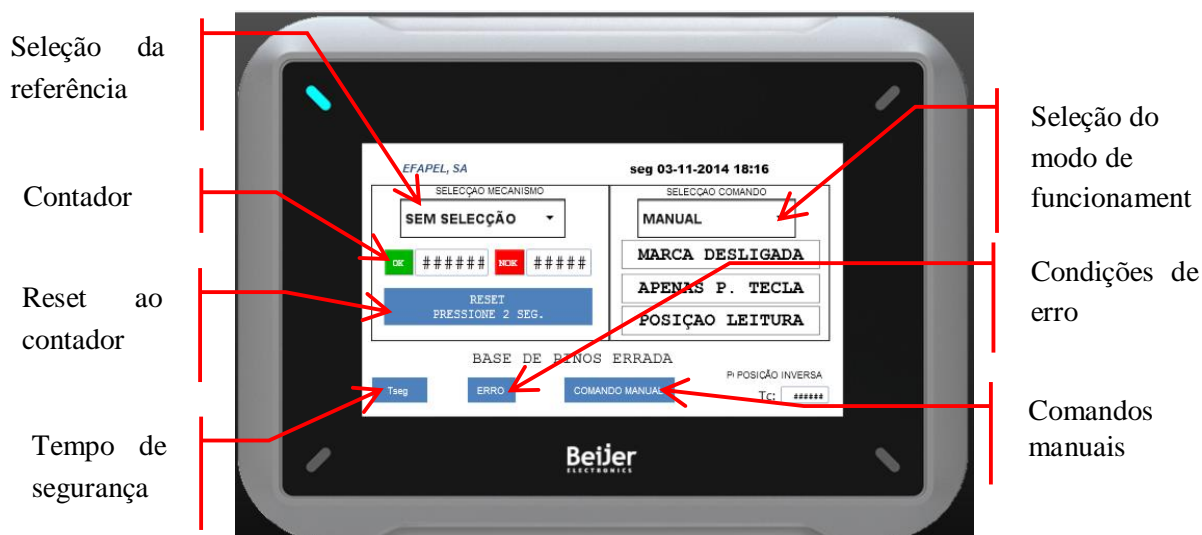 Seleção da
referência
Contador
Reset ao
contador
Tempo de
segurança
EFAPEL, SA
seg 03-11-2014 18:16
SELECÇAO MECANISMO
SEM SELECÇÃO
OK ###### NOK #####
RESET
PRESSIONE 2 SEG.
SELECÇAO COMANDO
MANUAL
MARCA DESLIGADA
APENAS P. TECLA
POSIÇAO LEITURA
BASE DE PINOS ERRADA
P/ POSIÇÃO INVERSA
Tseg
ERRO
COMANDO MANUAL
Tc: ######
Beijer
ELECTRONICS
Seleção do
modo de
funcionament
Condições de
erro
Comandos
manuais